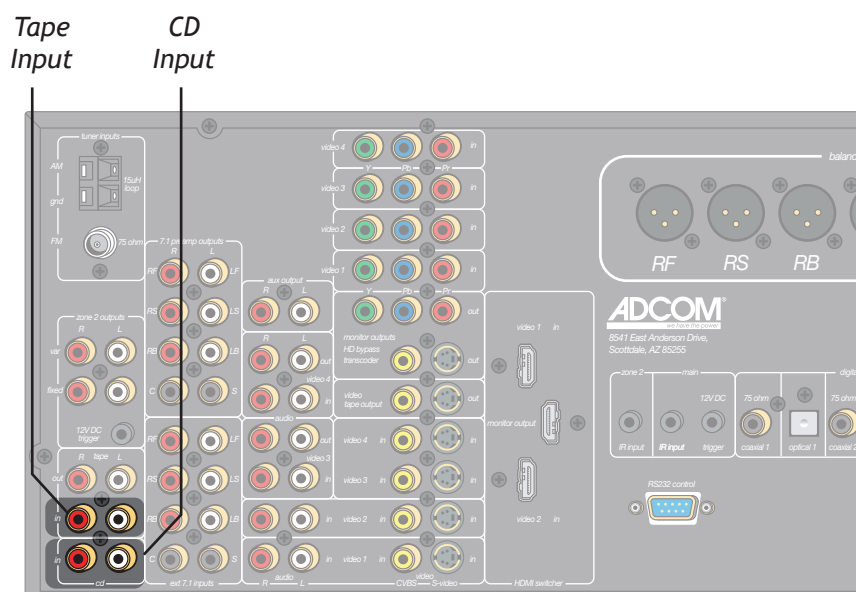 Tape
Input
CD
Input
tuner inputs
AM
15uH
loop
gnd
FM
75 ohm
zone 2 outputs
R L
var
fixed
12V DC
trigger
R tape L
out
in
in
cd
7.1 preamp outputs
R L
RF LF
RS LS
RB LB
C S
RF LF
RS LS
RB LB
C S
ext 7.1 inputs
aux output
R L
R L
out
video 4
in
audio
out
video 3
in
in
in
R audio L
video 4 in
video 3 in
video 2 in
video 1 in
Y Pb Pr
Y Pb Pr
out
monitor outputs
HD bypass
transcoder
out
video
tape output
out
video 4 in
video 3 in
video 2 in
video 1 in
video
CVBS S-video
video 1 in
monitor output
video 2 in
HDMI switcher
balanc
RF RS RB
ADCOM®
we have the power
8541 East Anderson Drive,
Scottdale, AZ 85255
zone 2 main
12V DC
IR input IR input trigger
digita
75 ohm 75 ohm
coaxial 1 optical 1 coaxial 2
RS232 control